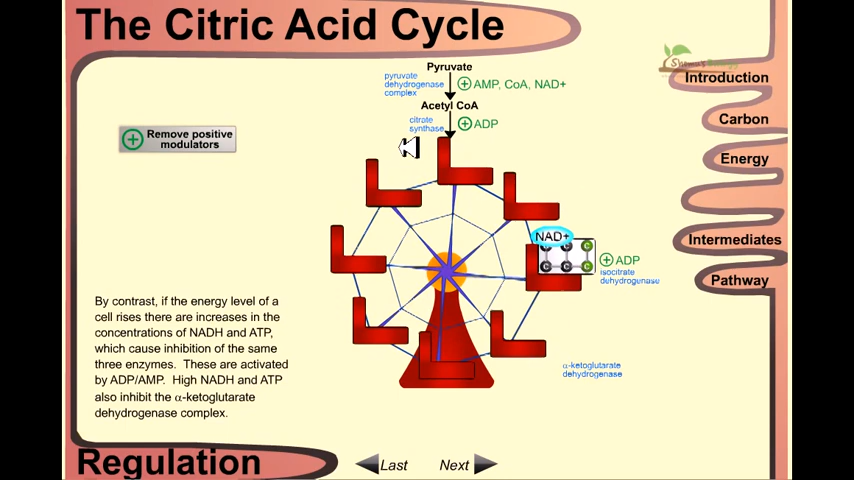 The Citric Acid Cycle
Pyruvate
pyruvate
dehydrogenase
complex
AMP, CoA, NAD+
Acetyl CoA
citrate
synthase
ADP
Remove positive
modulators
Introduction
Carbon
Energy
Intermediates
Pathway
NAD+
C C C
C C C
ADP
isocitrate
dehydrogenase
α-ketoglutarate
dehydrogenase
By contrast, if the energy level of a
cell rises there are increases in the
concentrations of NADH and ATP,
which cause inhibition of the same
three enzymes. These are activated
by ADP/AMP. High NADH and ATP
also inhibit the α-ketoglutarate
dehydrogenase complex.
Regulation
Last
Next